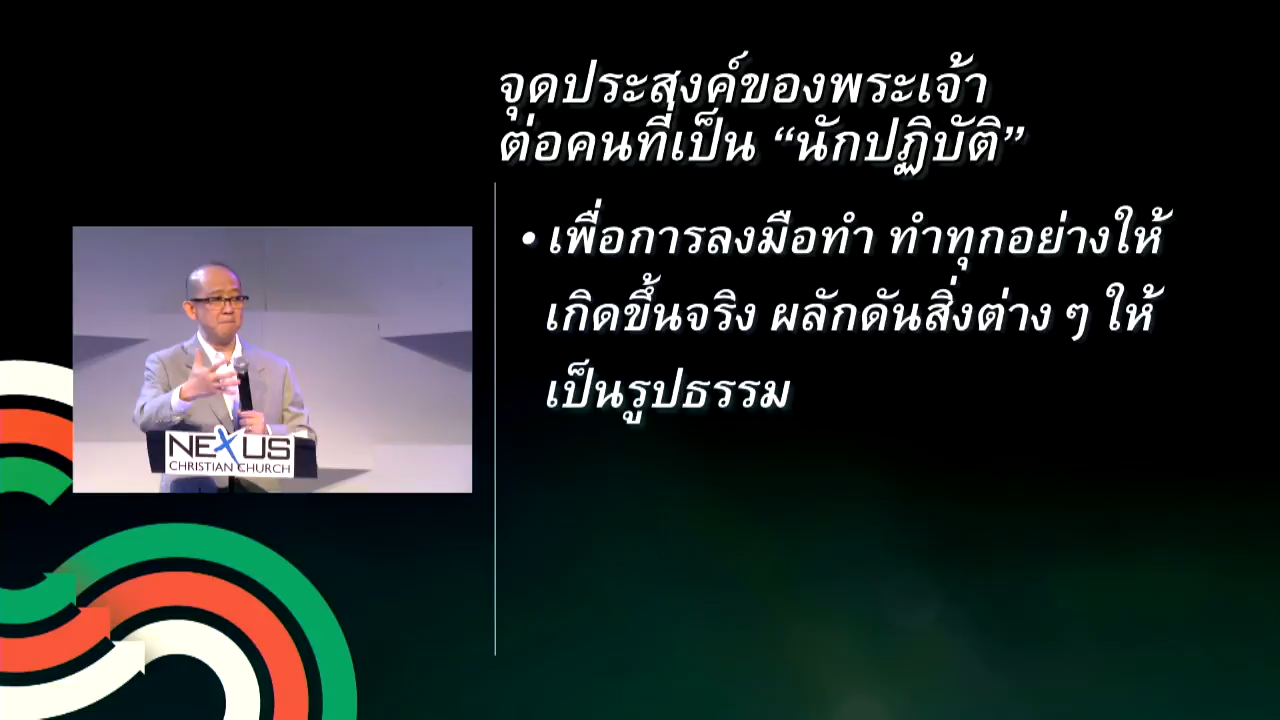 จุดประสงค์ของพระเจ้า
ต่อคนที่เป็น “นักปฏิบัติ”
• เพื่อการลงมือทำ ทำทุกอย่างให้
เกิดขึ้นจริง ผลักดันสิ่งต่าง ๆ ให้
เป็นรูปธรรม
NEXUS
CHRISTIAN CHURCH